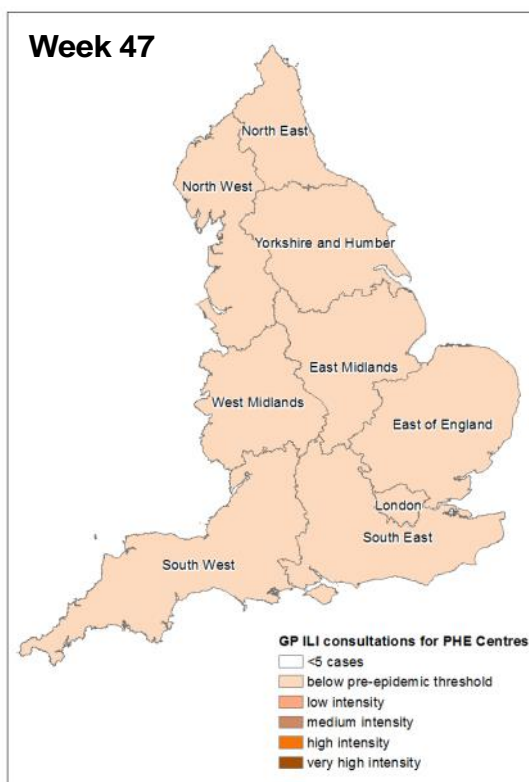 Week 47
North East
North West
Yorkshire and Humber
East Midlands
West Midlands
East of England
London
South East
South West
GP ILI consultations for PHE Centres
<5 cases
below pre-epidemic threshold
low intensity
medium intensity
high intensity
very high intensity